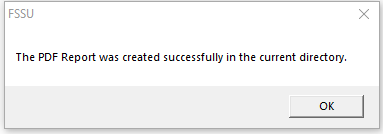 FSSU
The PDF Report was created successfully in the current directory.
OK